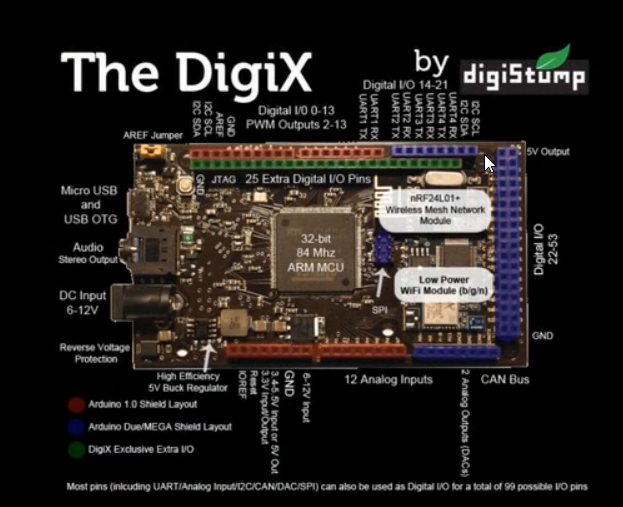 The DigiX
by
digistump
Digital I/O 14-21
Digital I/0 0-13
PWM Outputs 2-13
I2C SDA
I2C SCL
AREF
GND
UART1 TX
UART1 RX
UART2 TX
UART2 RX
UART3 TX
UART3 RX
UART4 TX
UART4 RX
I2C SDA
I2C SCL
AREF Jumper
5V Output
GND
JTAG
25 Extra Digital I/O Pins
Micro USB
and
USB OTG
nRF24L01+
Wireless Mesh Network
Module
32-bit
84 Mhz
ARM MCU
Audio
Stereo Output
Digital I/O
22-53
Low Power
WiFi Module (b/g/n)
DC Input
6-12V
SPI
GND
Reverse Voltage
Protection
High Efficiency
5V Buck Regulator
IOREF
Reset
3.3V Input/Output
3.4-5.5V Input or 5V Out
GND
6-12V Input
12 Analog Inputs
2 Analog Outputs (DACs)
CAN Bus
Arduino 1.0 Shield Layout
Arduino Due/MEGA Shield Layout
DigiX Exclusive Extra I/O
Most pins (inlcuding UART/Analog Input/I2C/CAN/DAC/SPI) can also be used as Digital I/O for a total of 99 possible I/O pins